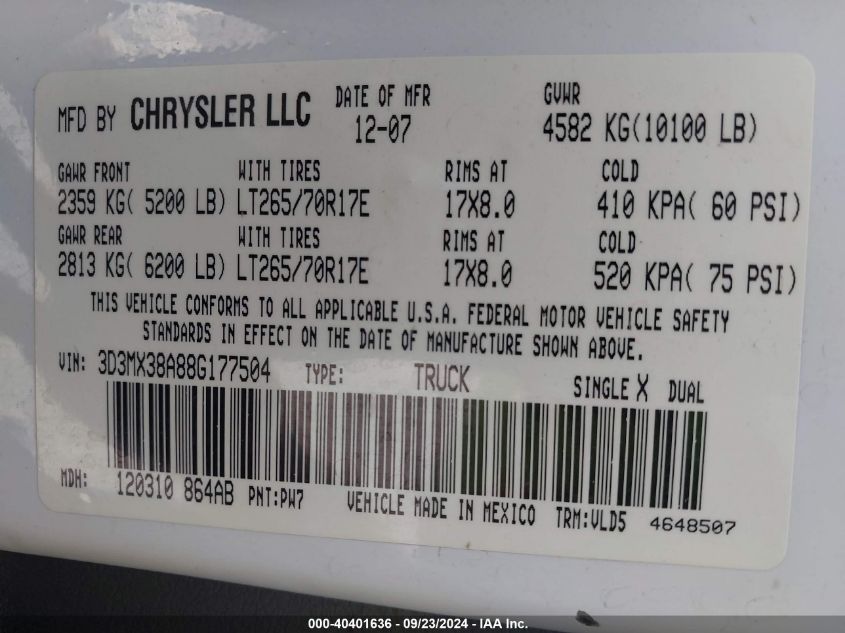 MFD BY CHRYSLER LLC DATE OF MFR GVWR
12-07 4582 KG(10100 LB)
GAWR FRONT WITH TIRES RIMS AT COLD
2359 KG( 5200 LB) LT265/70R17E 17X8.0 410 KPA( 60 PSI)
GAWR REAR WITH TIRES RIMS AT COLD
2813 KG( 6200 LB) LT265/70R17E 17X8.0 520 KPA( 75 PSI)
THIS VEHICLE CONFORMS TO ALL APPLICABLE U.S.A. FEDERAL MOTOR VEHICLE SAFETY
STANDARDS IN EFFECT ON THE DATE OF MANUFACTURE SHOWN ABOVE.
VIN: 3D3MX38A88G177504 TYPE: TRUCK SINGLE X DUAL
MDH: 120310 864AB PNT:PW7 VEHICLE MADE IN MEXICO TRM:VLD5 4648507
000-40401636 - 09/23/2024 - IAA Inc.